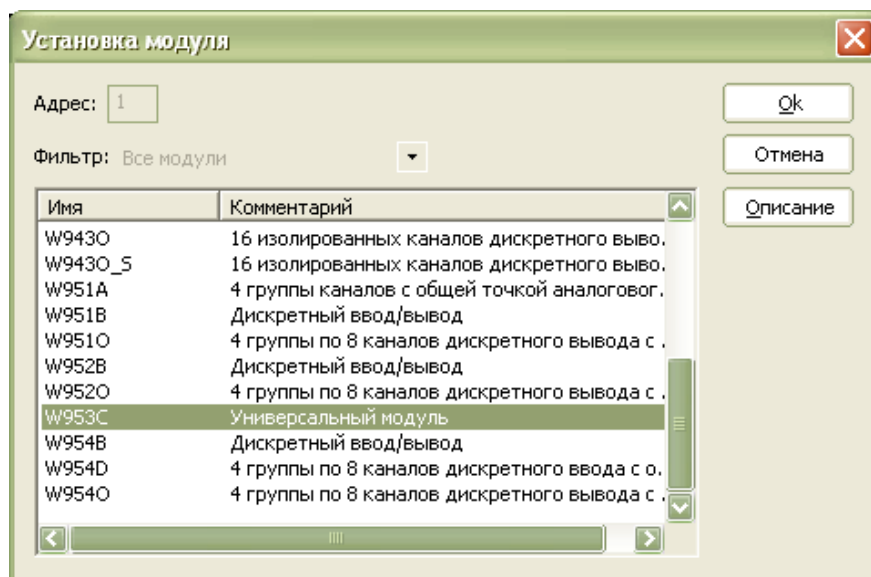 Установка модуля
Адрес: 1
Ok
Фильтр: Все модули
Отмена
Описание
Имя Комментарий
W943O 16 изолированных каналов дискретного выво.
W943O_S 16 изолированных каналов дискретного выво.
W951A 4 группы каналов с общей точкой аналоговог.
W951B Дискретный ввод/вывод
W951O 4 группы по 8 каналов дискретного вывода с .
W952B Дискретный ввод/вывод
W952O 4 группы по 8 каналов дискретного вывода с .
W953C Универсальный модуль
W954B Дискретный ввод/вывод
W954D 4 группы по 8 каналов дискретного ввода с о.
W954O 4 группы по 8 каналов дискретного вывода с .